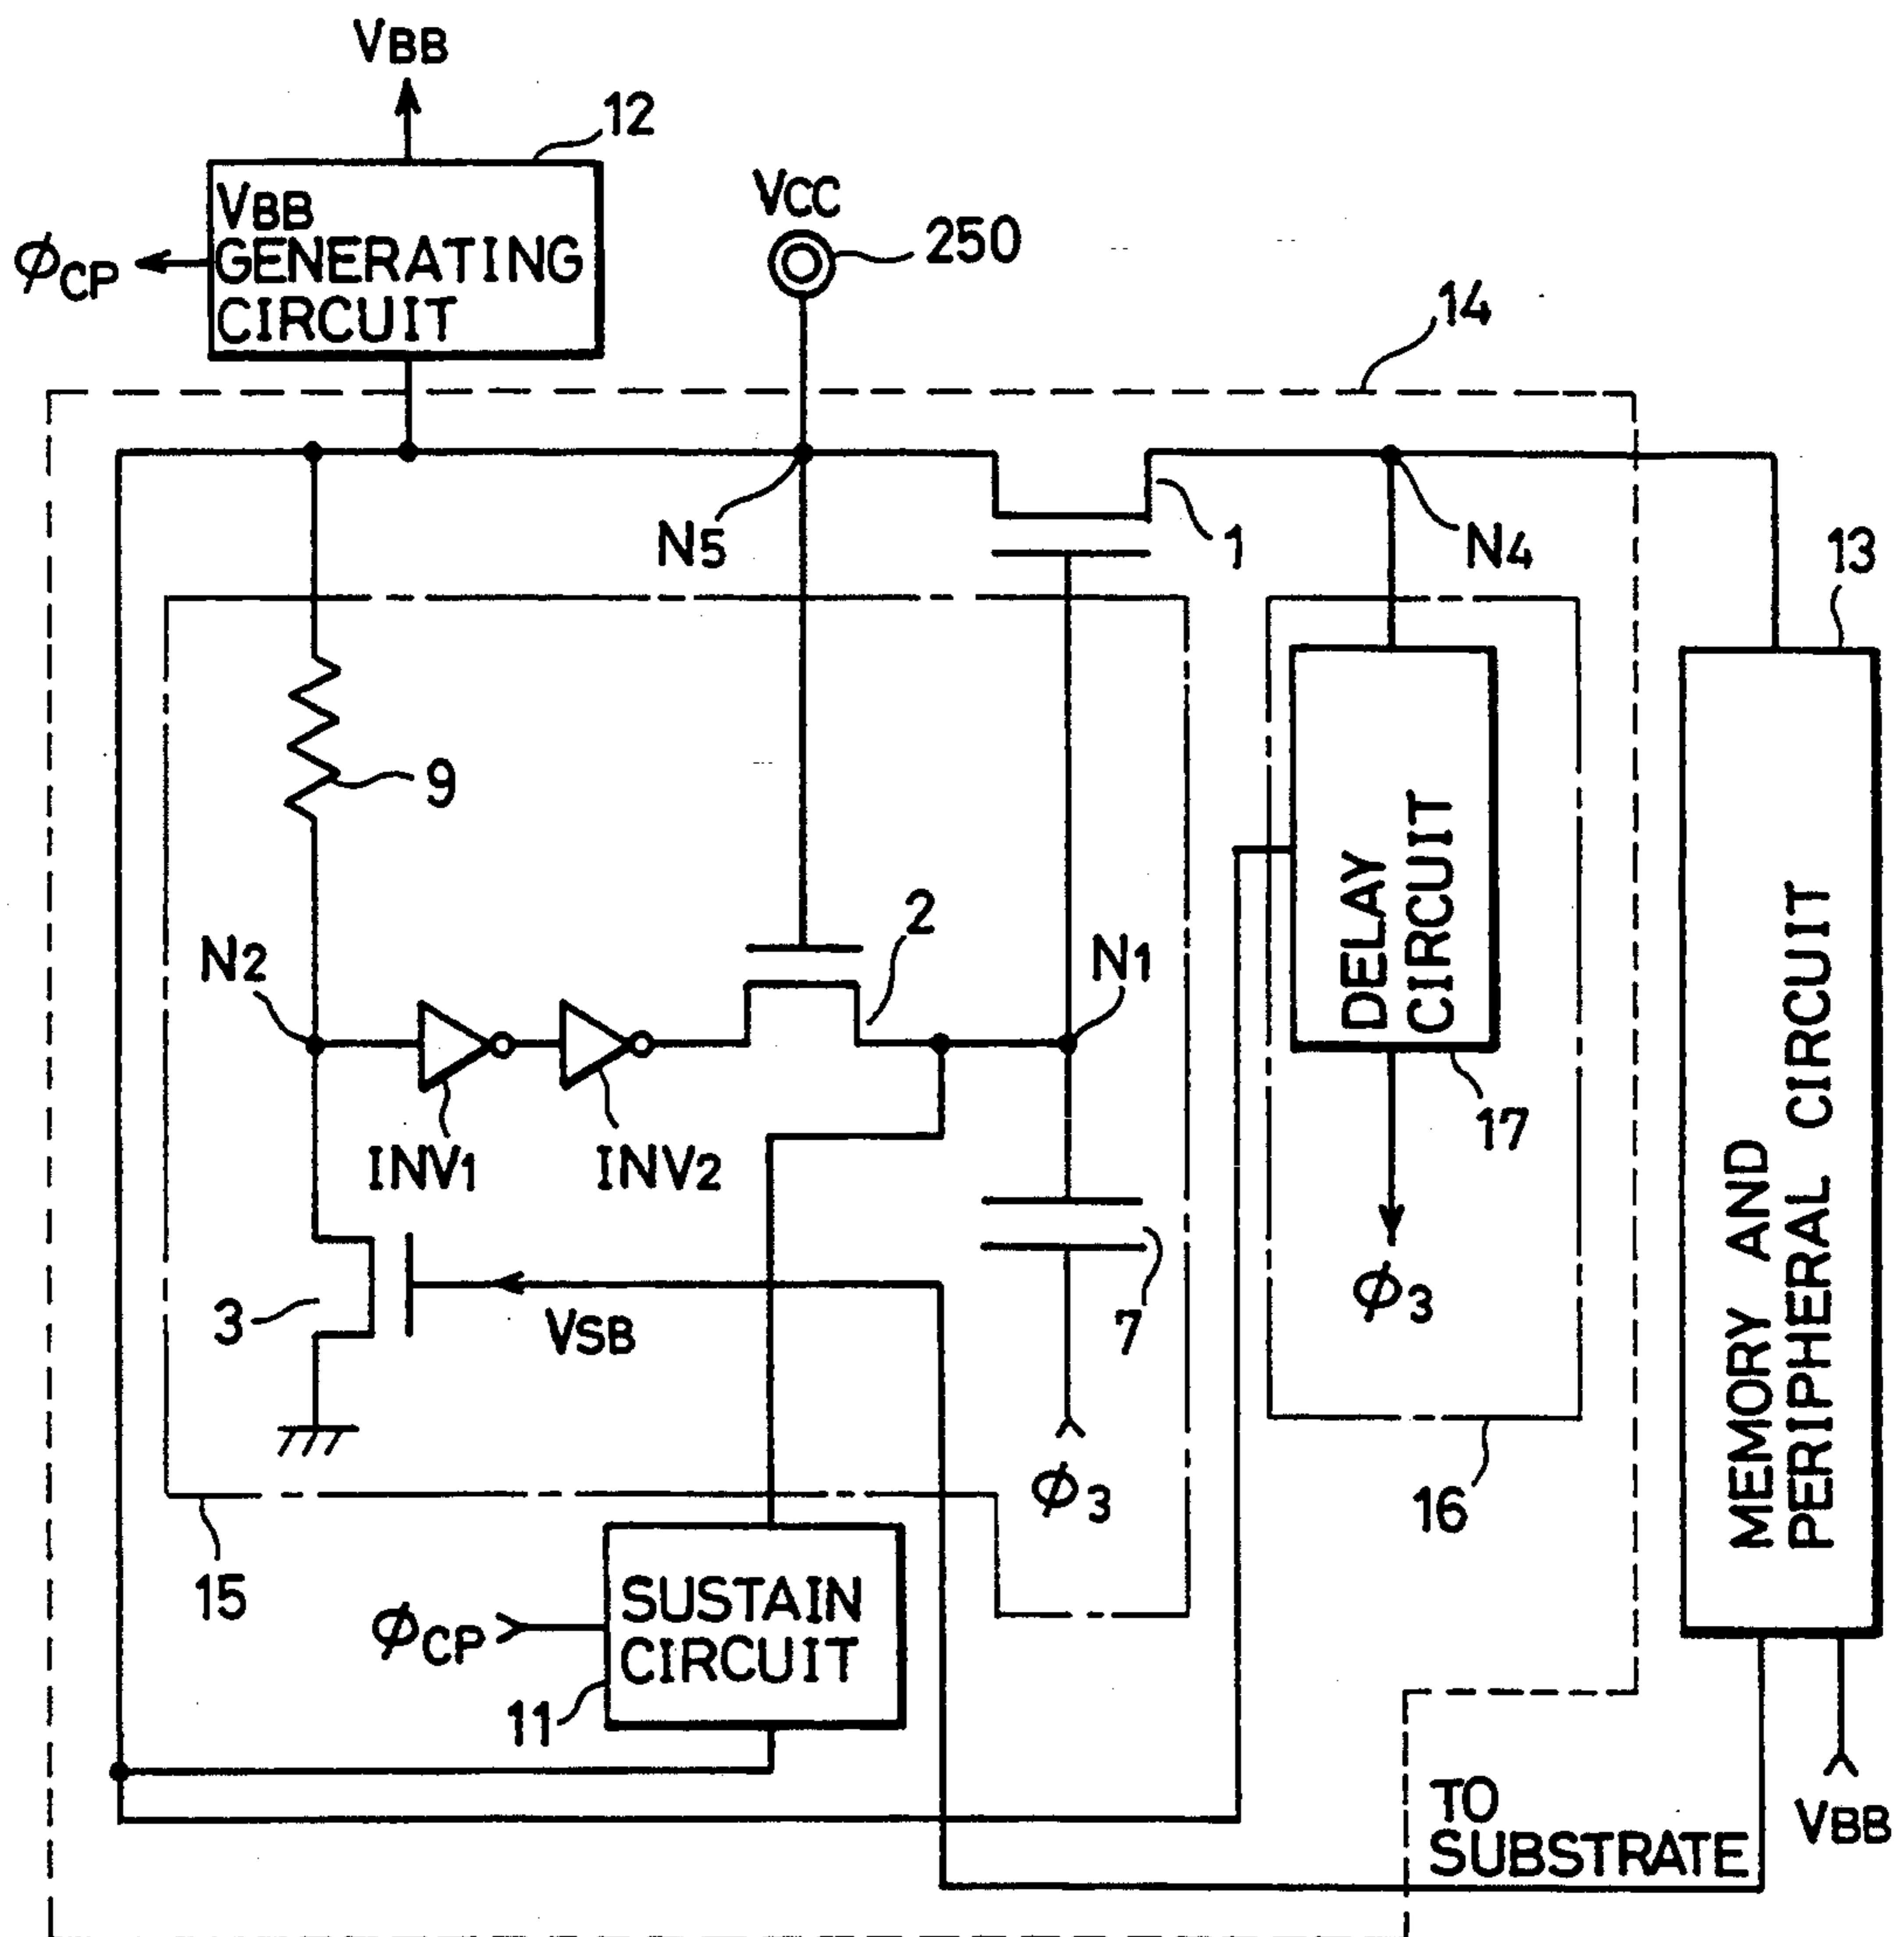 VBB
12
VBB
GENERATING
CIRCUIT
ϕCP
VCC
250
14
N5
1
N4
13
9
N2
2
N1
DELAY
CIRCUIT
MEMORY AND
PERIPHERAL CIRCUIT
INV1
INV2
17
3
VSB
7
ϕ3
ϕ3
16
15
SUSTAIN
CIRCUIT
ϕCP
11
TO
SUBSTRATE
VBB